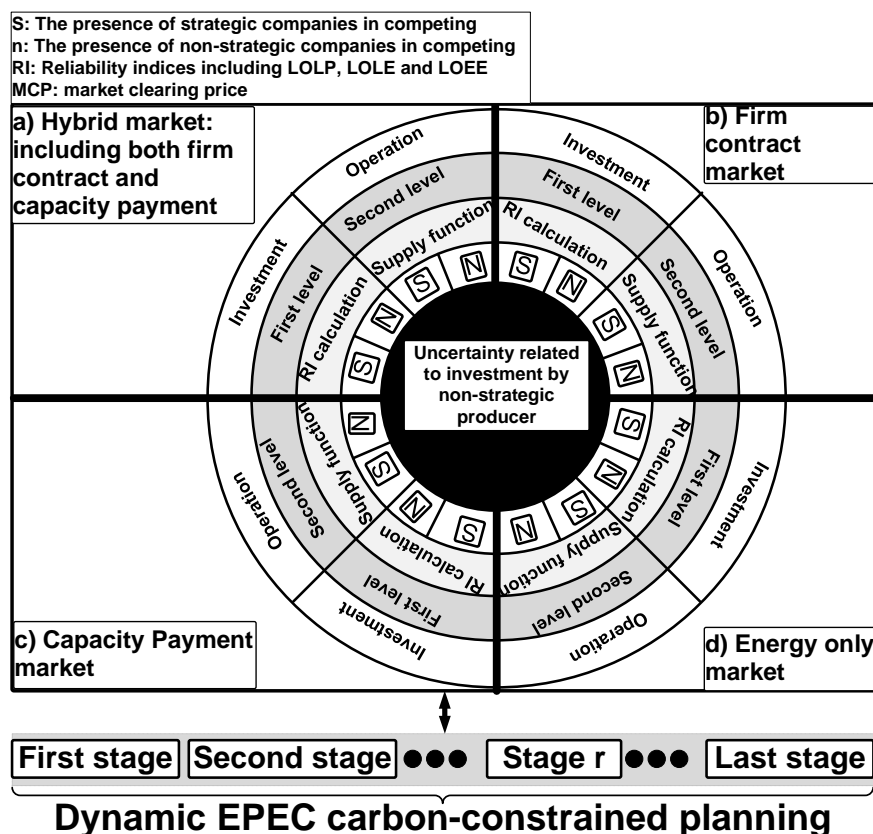 S: The presence of strategic companies in competing
n: The presence of non-strategic companies in competing
RI: Reliability indices including LOLP, LOLE and LOEE
MCP: market clearing price
a) Hybrid market:
including both firm
contract and
capacity payment
b) Firm
contract
market
Operation
Second level
Supply function
S
N
Investment
First level
RI calculation
S
N
Investment
First level
RI calculation
S
N
Operation
Second level
Supply function
S
N
Uncertainty related
to investment by
non-strategic
producer
Operation
Second level
Supply function
N
S
Investment
First level
RI calculation
S
N
Investment
First level
RI calculation
N
S
Operation
Second level
Supply function
N
S
c) Capacity Payment
market
d) Energy only
market
First stage
Second stage
Stage r
Last stage
Dynamic EPEC carbon-constrained planning